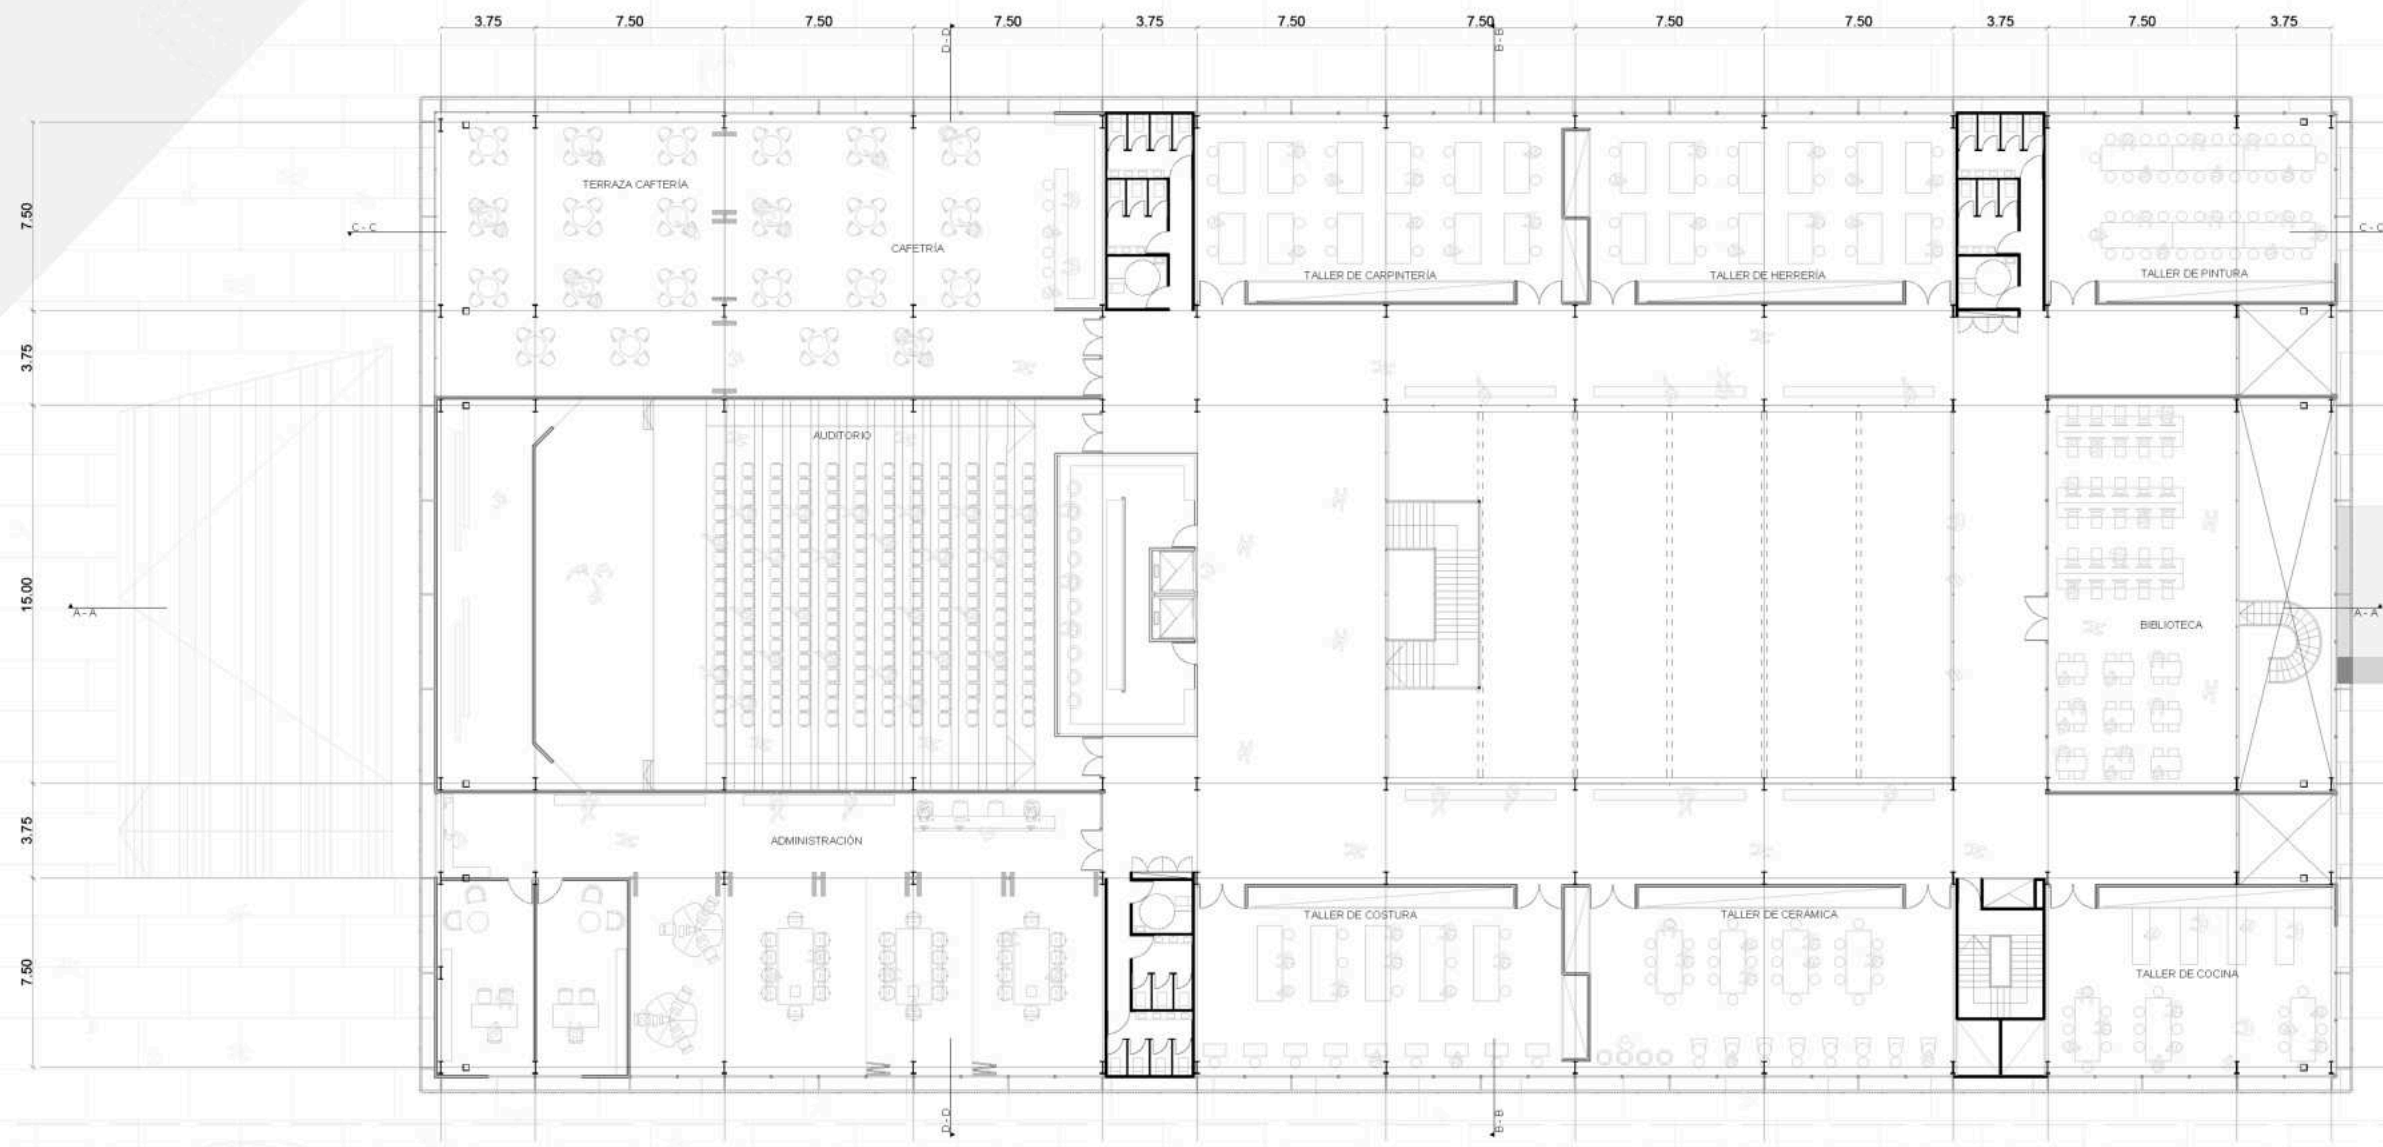 3.75 7.50 7.50 7.50 3.75 7.50 7.50 7.50 7.50 3.75 7.50 3.75
D - D B - B
7.50
3.75
15.00
3.75
7.50
TERRAZA CAFTERÍA
CAFETRÍA
C - C C - C
TALLER DE CARPINTERÍA TALLER DE HERRERÍA TALLER DE PINTURA
AUDITORIO
A - A A - A
BIBLIOTECA
ADMINISTRACIÓN
TALLER DE COSTURA TALLER DE CERÁMICA
TALLER DE COCINA
D - D B - B